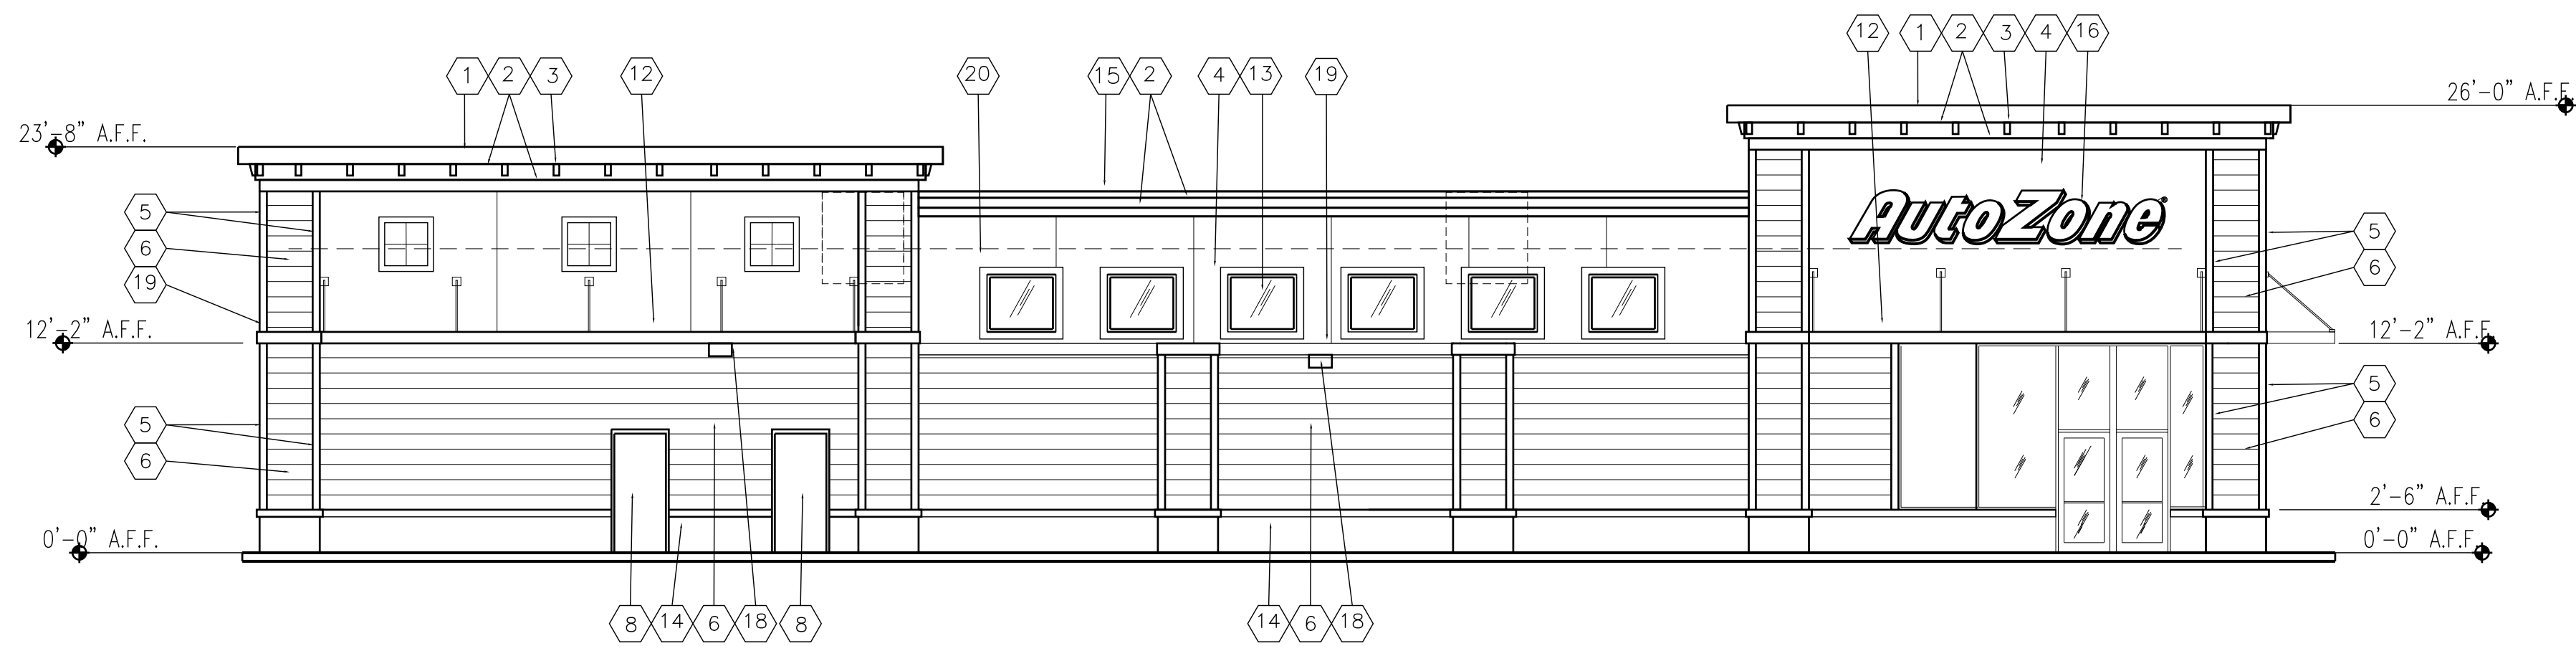 12 1 2 3 4 16
1 2 3 12 20 15 2 4 13 19
26'-0" A.F.F.
23'-8" A.F.F.
AutoZone®
5
6
19
5
6
12'-2" A.F.F.
12'-2" A.F.F.
5
6
5
6
2'-6" A.F.F.
0'-0" A.F.F.
0'-0" A.F.F.
8 14 6 18 8 14 6 18